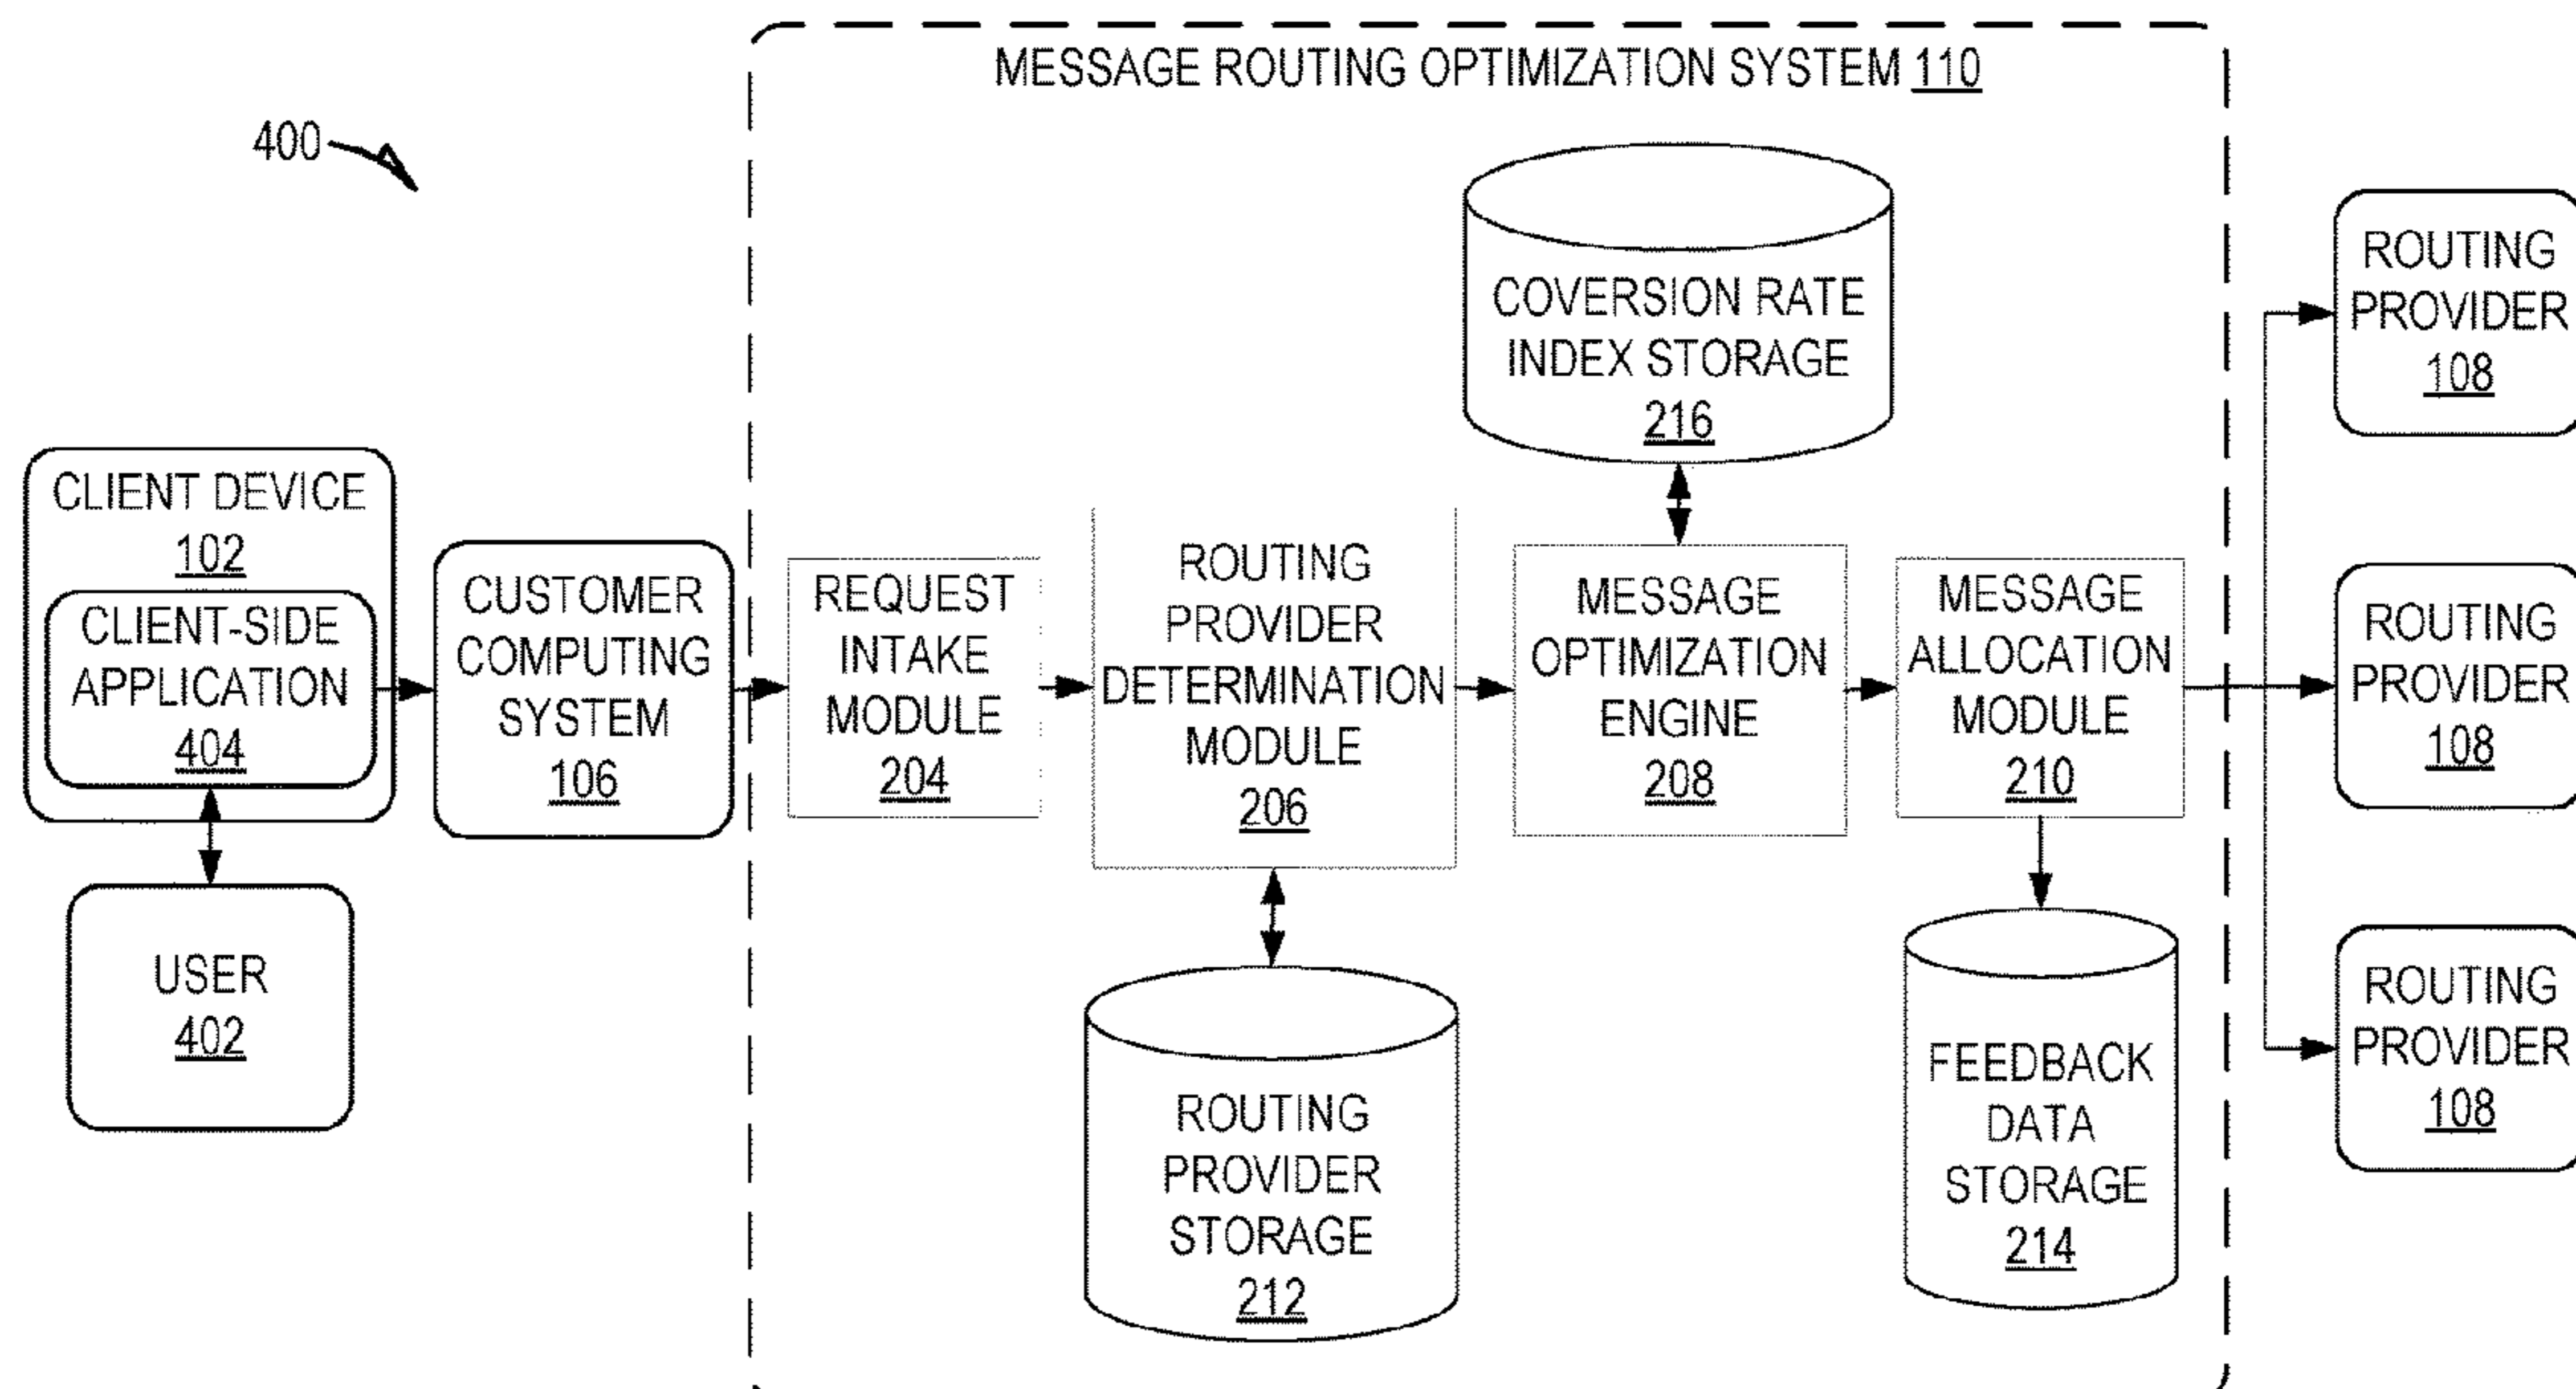 MESSAGE ROUTING OPTIMIZATION SYSTEM 110
400
CLIENT DEVICE
102
CLIENT-SIDE
APPLICATION
404
USER
402
CUSTOMER
COMPUTING
SYSTEM
106
REQUEST
INTAKE
MODULE
204
ROUTING
PROVIDER
DETERMINATION
MODULE
206
ROUTING
PROVIDER
STORAGE
212
COVERSION RATE
INDEX STORAGE
216
MESSAGE
OPTIMIZATION
ENGINE
208
MESSAGE
ALLOCATION
MODULE
210
FEEDBACK
DATA
STORAGE
214
ROUTING
PROVIDER
108
ROUTING
PROVIDER
108
ROUTING
PROVIDER
108